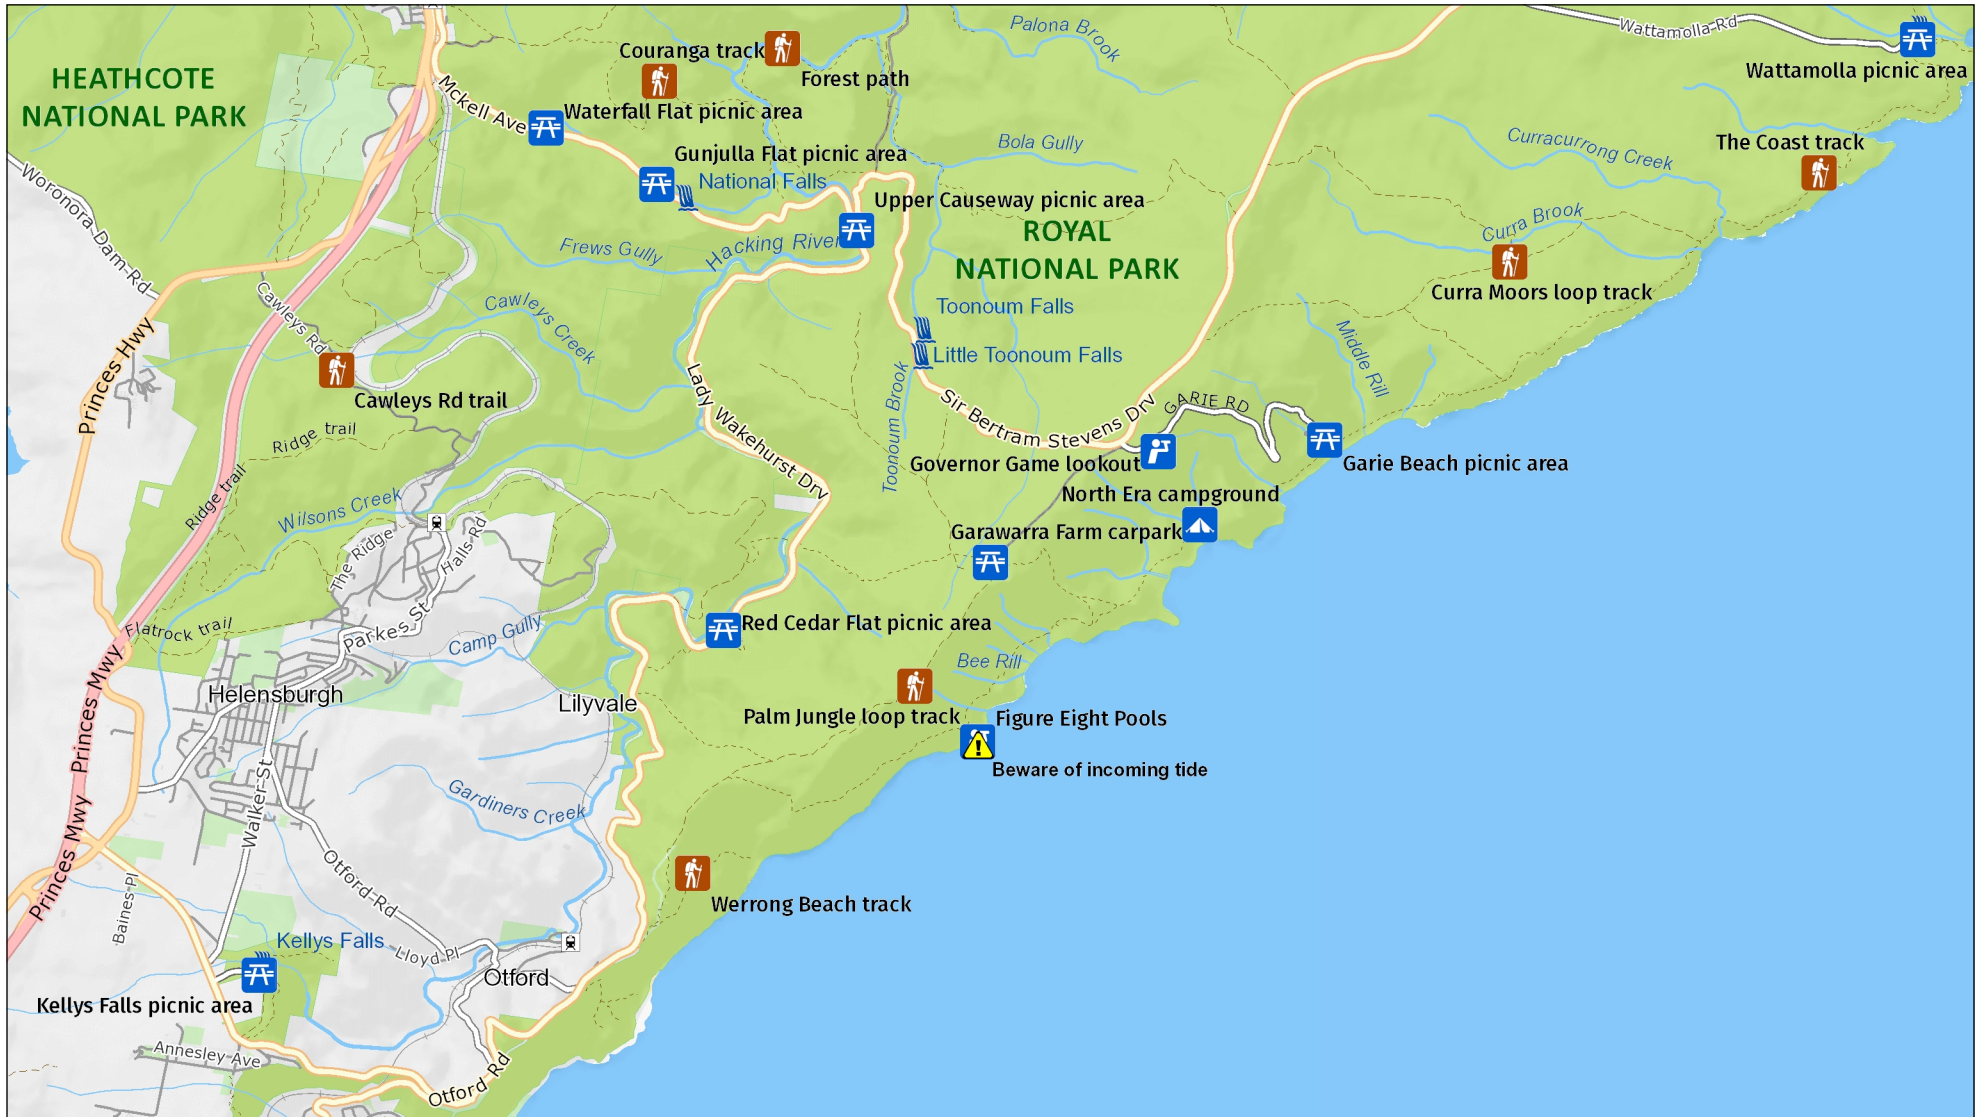 Palona Brook
Wattamolla Rd
Couranga track
Forest path
Wattamolla picnic area
HEATHCOTE
NATIONAL PARK
Mckell Ave
Waterfall Flat picnic area
Bola Gully
Curracurrong Creek
The Coast track
Gunjulla Flat picnic area
National Falls
Woronora Dam Rd
Upper Causeway picnic area
Curra Brook
ROYAL
NATIONAL PARK
Frews Gully
Hacking River
Curra Moors loop track
Cawleys Rd
Cawleys Creek
Toonoum Falls
Middle Rill
Little Toonoum Falls
Princes Hwy
Cawleys Rd trail
Lady Wakehurst Drv
Toonoum Brook
Sir Bertram Stevens Drv
GARIE RD
Ridge trail
Governor Game lookout
Garie Beach picnic area
Ridge trail
Wilsons Creek
North Era campground
Garawarra Farm carpark
The Ridge
Halls Rd
Flatrock trail
Parkes St
Camp Gully
Red Cedar Flat picnic area
Bee Rill
Princes Mwy
Princes Mwy
Helensburgh
Lilyvale
Palm Jungle loop track
Figure Eight Pools
Beware of incoming tide
Gardiners Creek
Walker St
Princes Mwy
Otford Rd
Baines Pl
Werrong Beach track
Kellys Falls
Lloyd Pl
Otford
Kellys Falls picnic area
Annesley Ave
Otford Rd